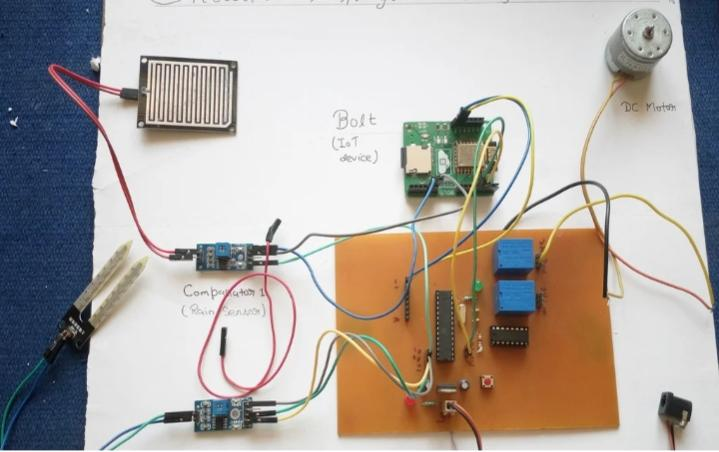 Bolt
(IoT
device)
DC Motor
Comparator 1
(Rain Sensor)